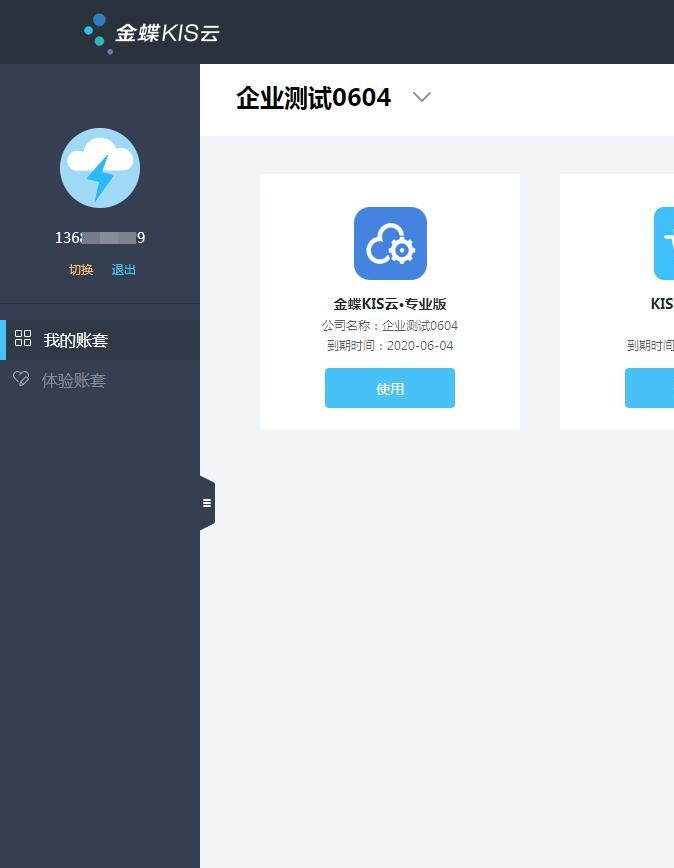 金蝶KIS云
企业测试0604
1368 9
切换 退出
我的账套
体验账套
金蝶KIS云·专业版
公司名称：企业测试0604
到期时间：2020-06-04
使用
KIS
到期时间